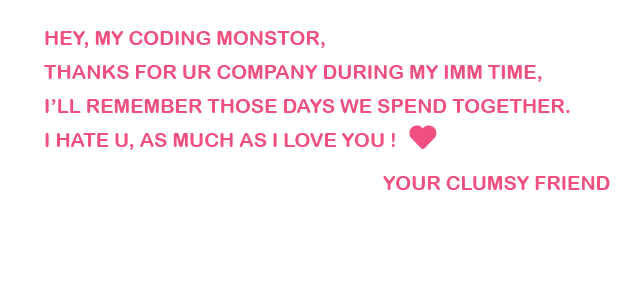 HEY, MY CODING MONSTOR,
THANKS FOR UR COMPANY DURING MY IMM TIME,
I’LL REMEMBER THOSE DAYS WE SPEND TOGETHER.
I HATE U, AS MUCH AS I LOVE YOU !
YOUR CLUMSY FRIEND